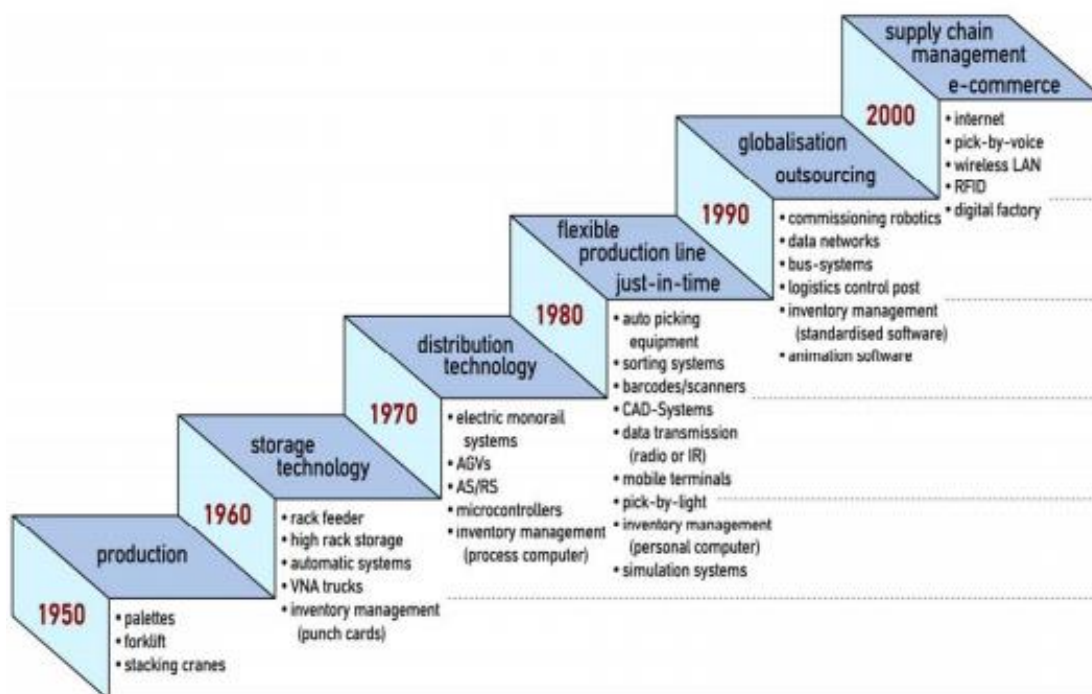 1950
production
• palettes
• forklift
• stacking cranes
1960
storage
technology
• rack feeder
• high rack storage
• automatic systems
• VNA trucks
• inventory management
(punch cards)
1970
distribution
technology
• electric monorail
systems
• AGVs
• AS/RS
• microcontrollers
• inventory management
(process computer)
1980
flexible
production line
just-in-time
• auto picking
equipment
• sorting systems
• barcodes/scanners
• CAD-Systems
• data transmission
(radio or IR)
• mobile terminals
• pick-by-light
• inventory management
(personal computer)
• simulation systems
1990
globalisation
outsourcing
• commissioning robotics
• data networks
• bus-systems
• logistics control post
• inventory management
(standardised software)
• animation software
2000
supply chain
management
e-commerce
• internet
• pick-by-voice
• wireless LAN
• RFID
• digital factory